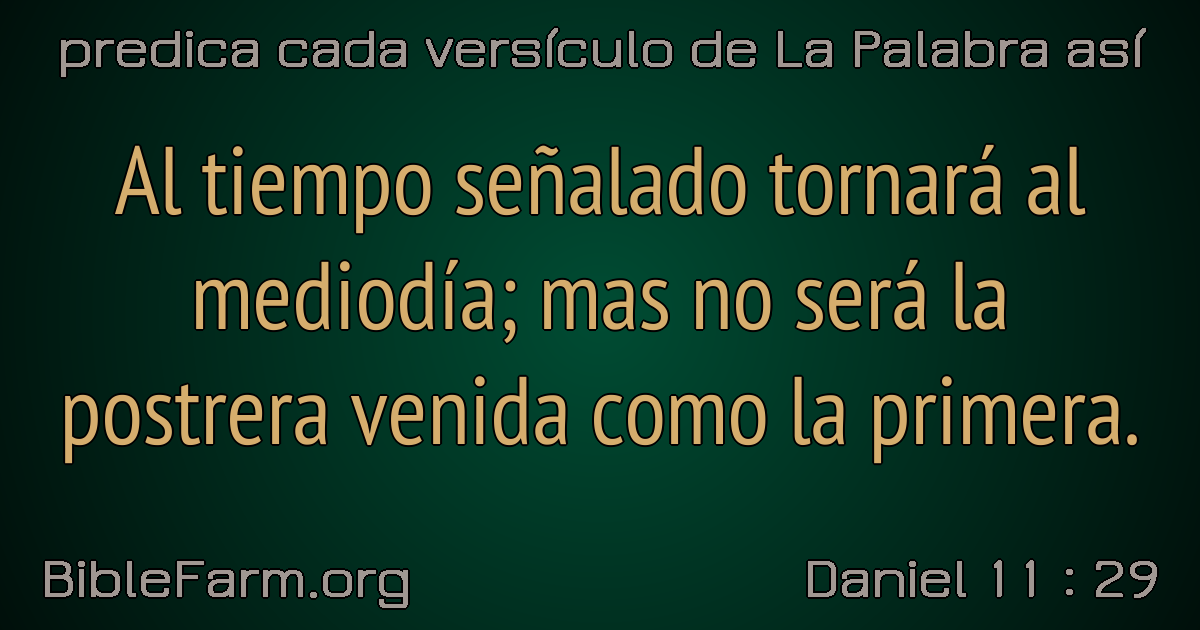 predica cada versículo de La Palabra así
Al tiempo señalado tornará al
mediodía; mas no será la
postrera venida como la primera.
BibleFarm.org
Daniel 11 : 29